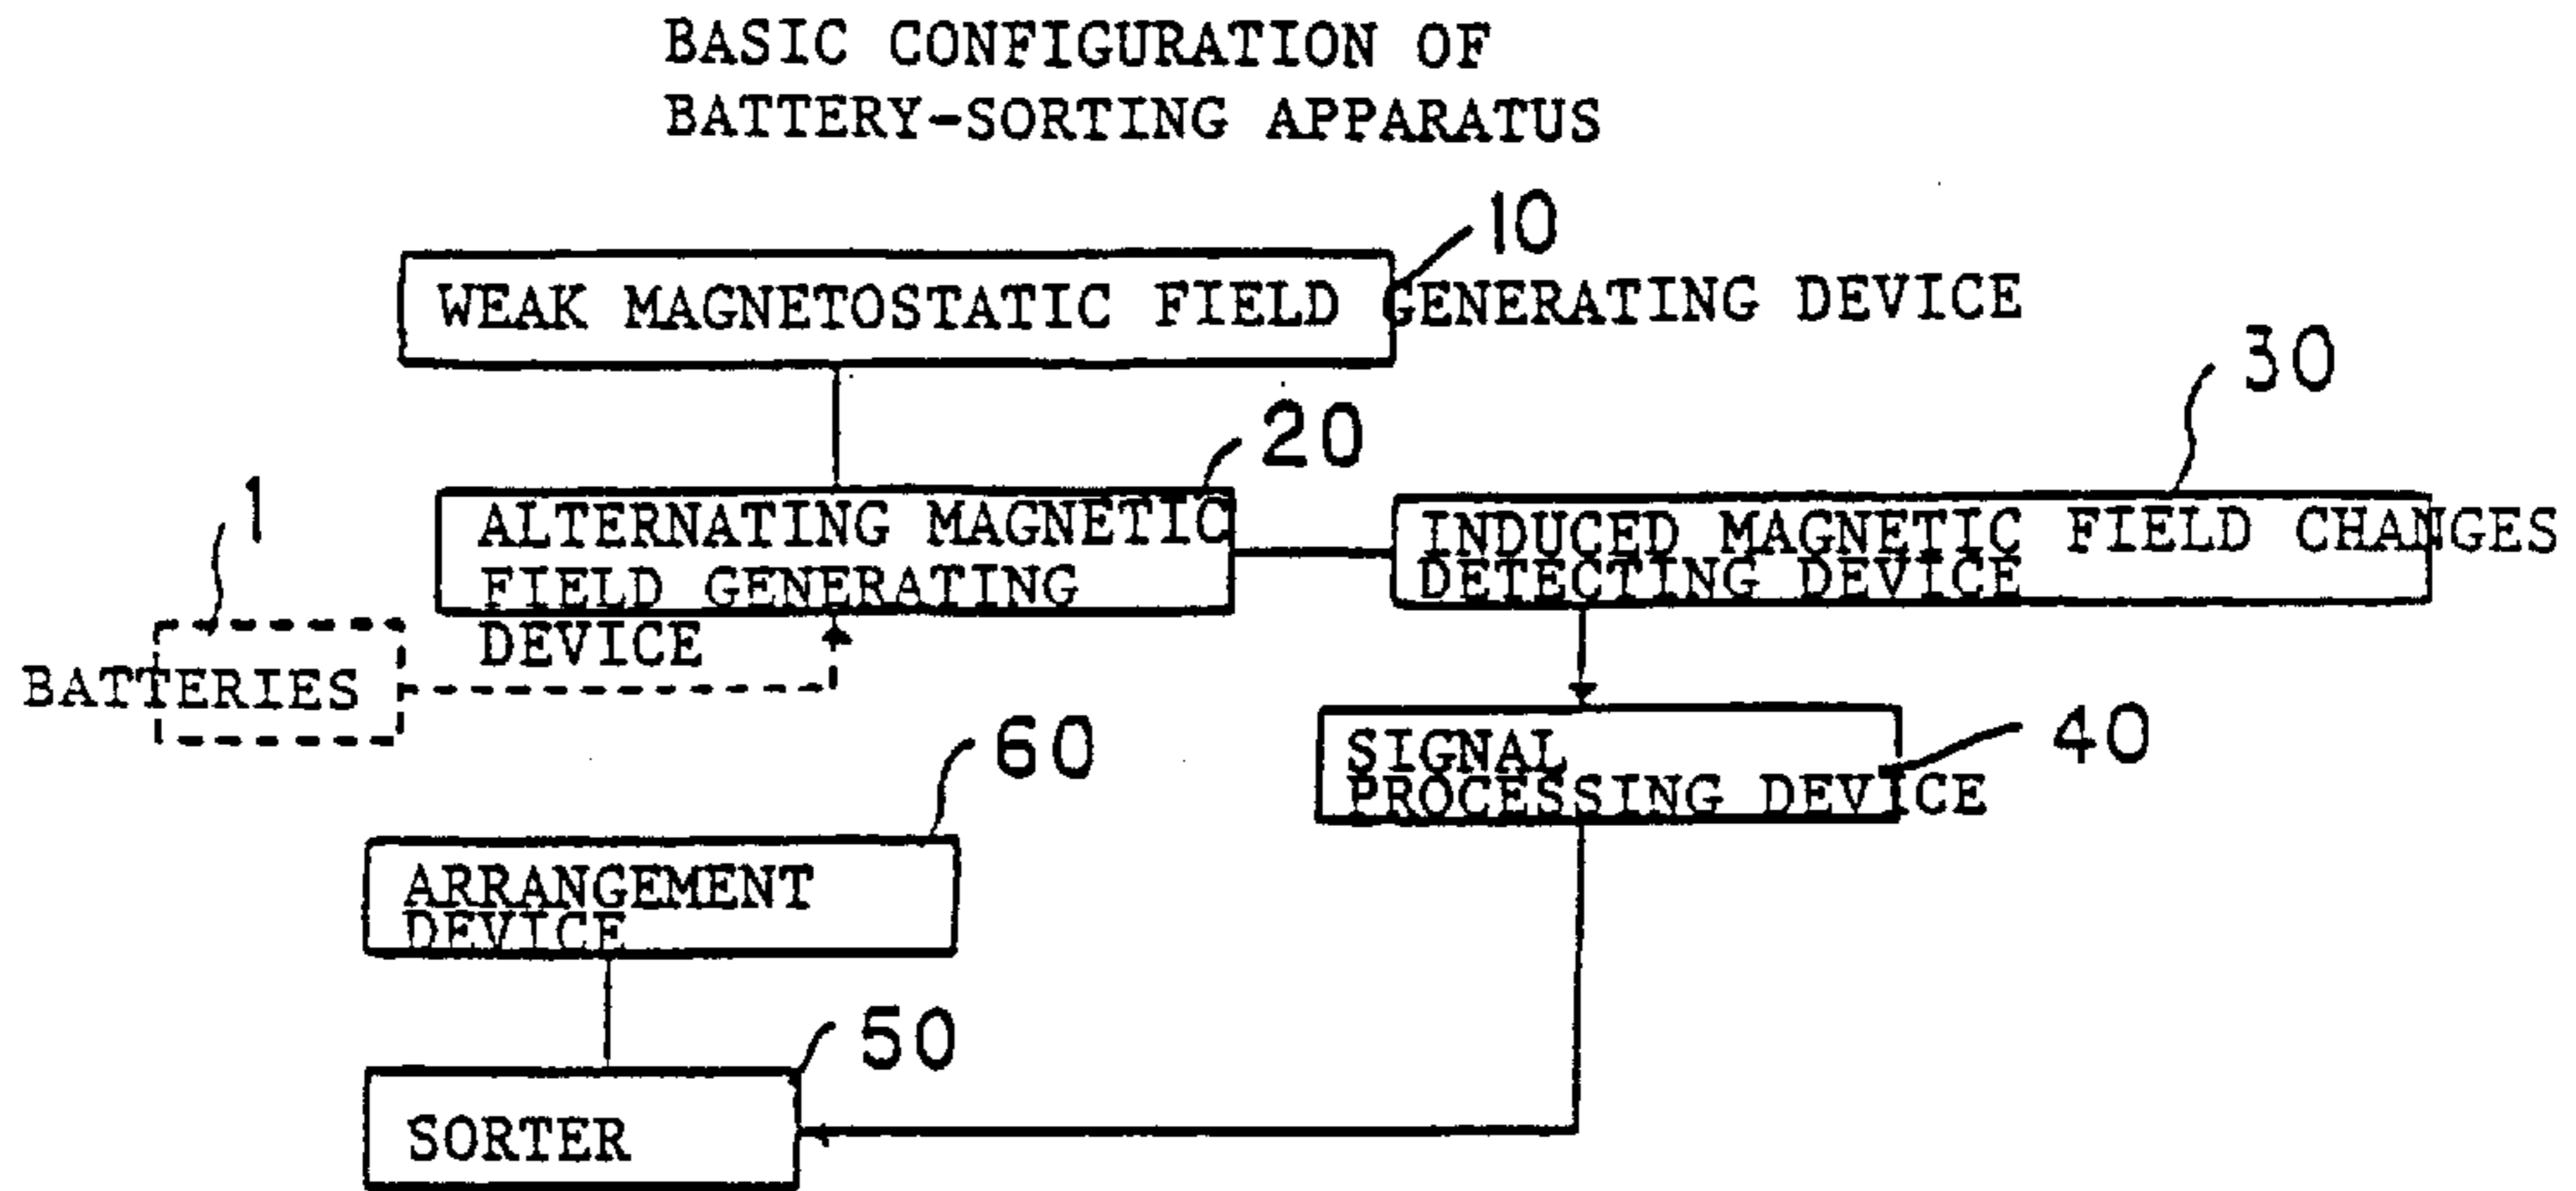 BASIC CONFIGURATION OF
BATTERY-SORTING APPARATUS
10
WEAK MAGNETOSTATIC FIELD GENERATING DEVICE
30
20
1
ALTERNATING MAGNETIC
FIELD GENERATING
DEVICE
INDUCED MAGNETIC FIELD CHANGES
DETECTING DEVICE
BATTERIES
60
40
SIGNAL
PROCESSING DEVICE
ARRANGEMENT
DEVICE
50
SORTER